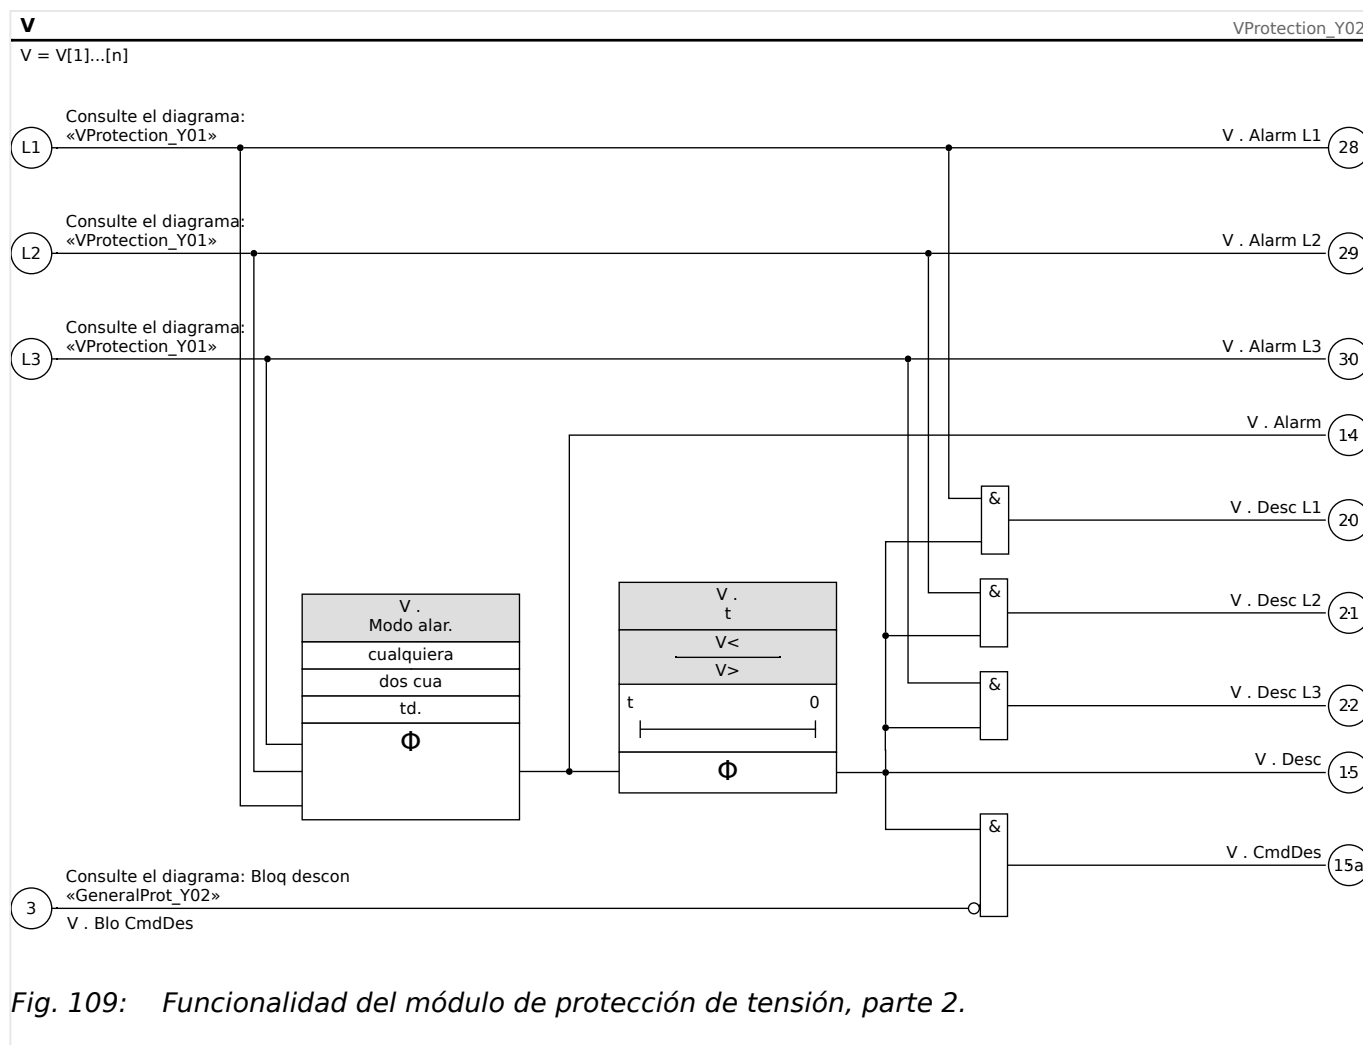 V
VProtection_Y02
V = V[1]...[n]
Consulte el diagrama:
«VProtection_Y01»
L1
V . Alarm L1
28
Consulte el diagrama:
«VProtection_Y01»
L2
V . Alarm L2
29
Consulte el diagrama:
«VProtection_Y01»
L3
V . Alarm L3
30
V . Alarm
14
&
V . Desc L1
20
&
V . Desc L2
21
&
V . Desc L3
22
V .
Modo alar.
cualquiera
dos cua
td.
Φ
V .
t
V<
V>
t 0
Φ
V . Desc
15
&
V . CmdDes
15a
Consulte el diagrama: Bloq descon
«GeneralProt_Y02»
3
V . Blo CmdDes
Fig. 109: Funcionalidad del módulo de protección de tensión, parte 2.